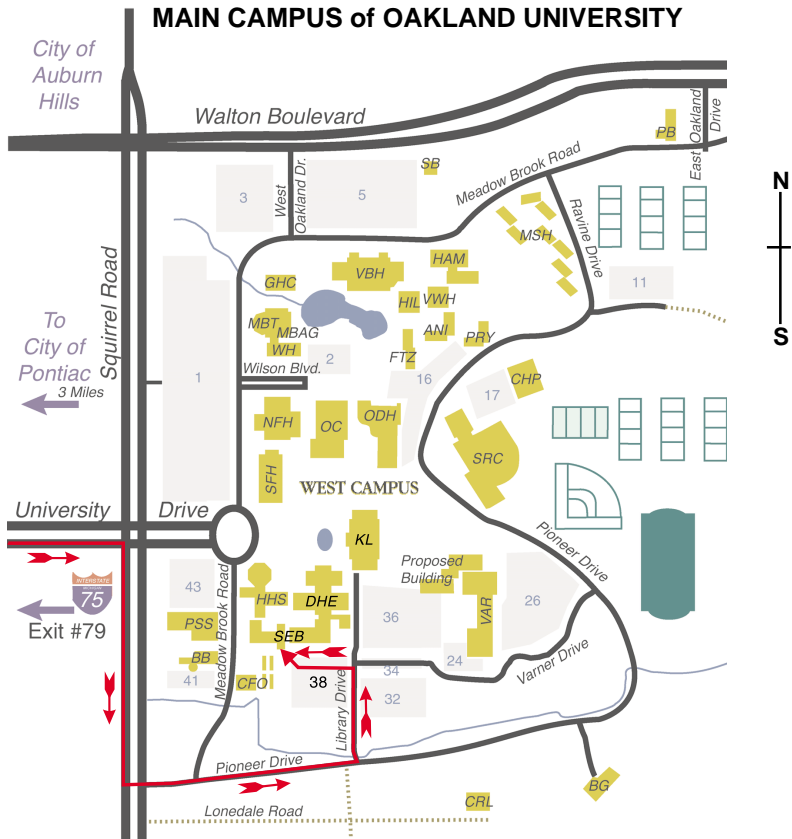 MAIN CAMPUS of OAKLAND UNIVERSITY
City of
Auburn
Hills
Walton Boulevard
East Oakland
Drive
PB
SB
Meadow Brook Road
West
Oakland Dr.
3
5
N
S
MSH
Ravine Drive
HAM
VBH
GHC
11
HIL
VWH
MBT
MBAG
ANI
PRY
WH
FTZ
2
Squirrel Road
To
City of
Pontiac
3 Miles
Wilson Blvd.
1
16
17
CHP
NFH
OC
ODH
SRC
SFH
WEST CAMPUS
University
Drive
KL
Pioneer Drive
Proposed
Building
43
INTERSTATE
75
Exit #79
HHS
DHE
36
VAR
26
PSS
SEB
Meadow Brook Road
BB
41
CFO
38
Library Drive
34
24
32
Varner Drive
Pioneer Drive
BG
CRL
Lonedale Road